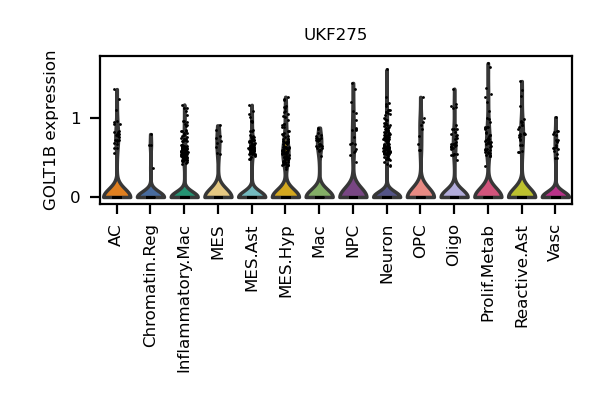 UKF275
GOLT1B expression
1
0
AC
Chromatin.Reg
Inflammatory.Mac
MES
MES.Ast
MES.Hyp
Mac
NPC
Neuron
OPC
Oligo
Prolif.Metab
Reactive.Ast
Vasc